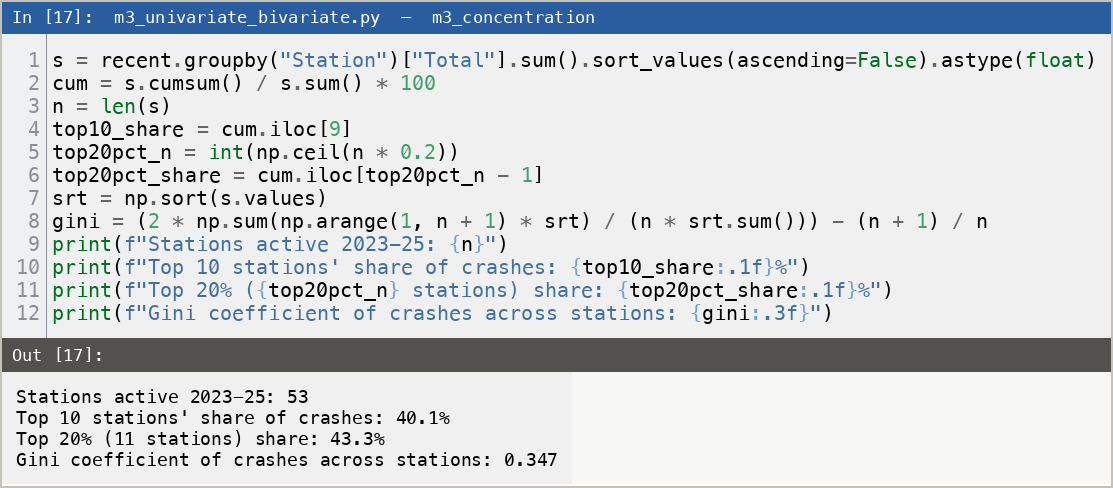 In [17]:  m3_univariate_bivariate.py  —  m3_concentration
1 s = recent.groupby("Station")["Total"].sum().sort_values(ascending=False).astype(float)
2 cum = s.cumsum() / s.sum() * 100
3 n = len(s)
4 top10_share = cum.iloc[9]
5 top20pct_n = int(np.ceil(n * 0.2))
6 top20pct_share = cum.iloc[top20pct_n - 1]
7 srt = np.sort(s.values)
8 gini = (2 * np.sum(np.arange(1, n + 1) * srt) / (n * srt.sum())) - (n + 1) / n
9 print(f"Stations active 2023–25: {n}")
10 print(f"Top 10 stations' share of crashes: {top10_share:.1f}%")
11 print(f"Top 20% ({top20pct_n} stations) share: {top20pct_share:.1f}%")
12 print(f"Gini coefficient of crashes across stations: {gini:.3f}")
Out [17]:
Stations active 2023–25: 53
Top 10 stations' share of crashes: 40.1%
Top 20% (11 stations) share: 43.3%
Gini coefficient of crashes across stations: 0.347